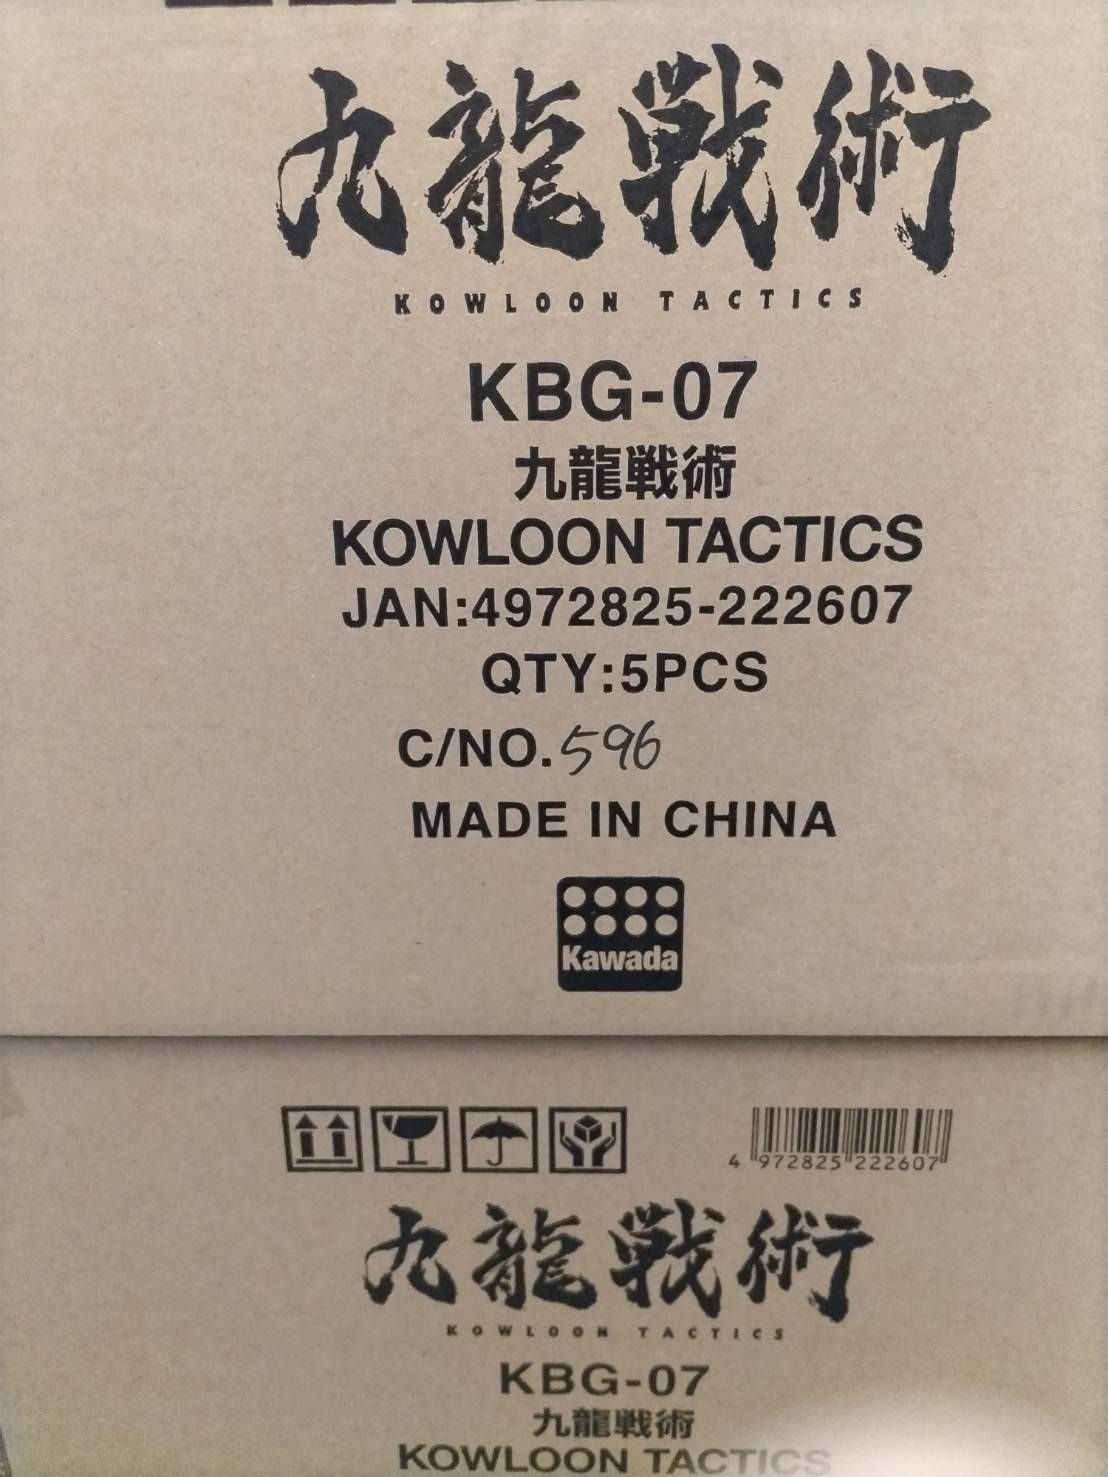 九龍戦術
KOWLOON TACTICS
KBG-07
九龍戦術
KOWLOON TACTICS
JAN:4972825-222607
QTY:5PCS
C/NO.596
MADE IN CHINA
Kawada
4 972825 222607
九龍戦術
KOWLOON TACTICS
KBG-07
九龍戦術
KOWLOON TACTICS